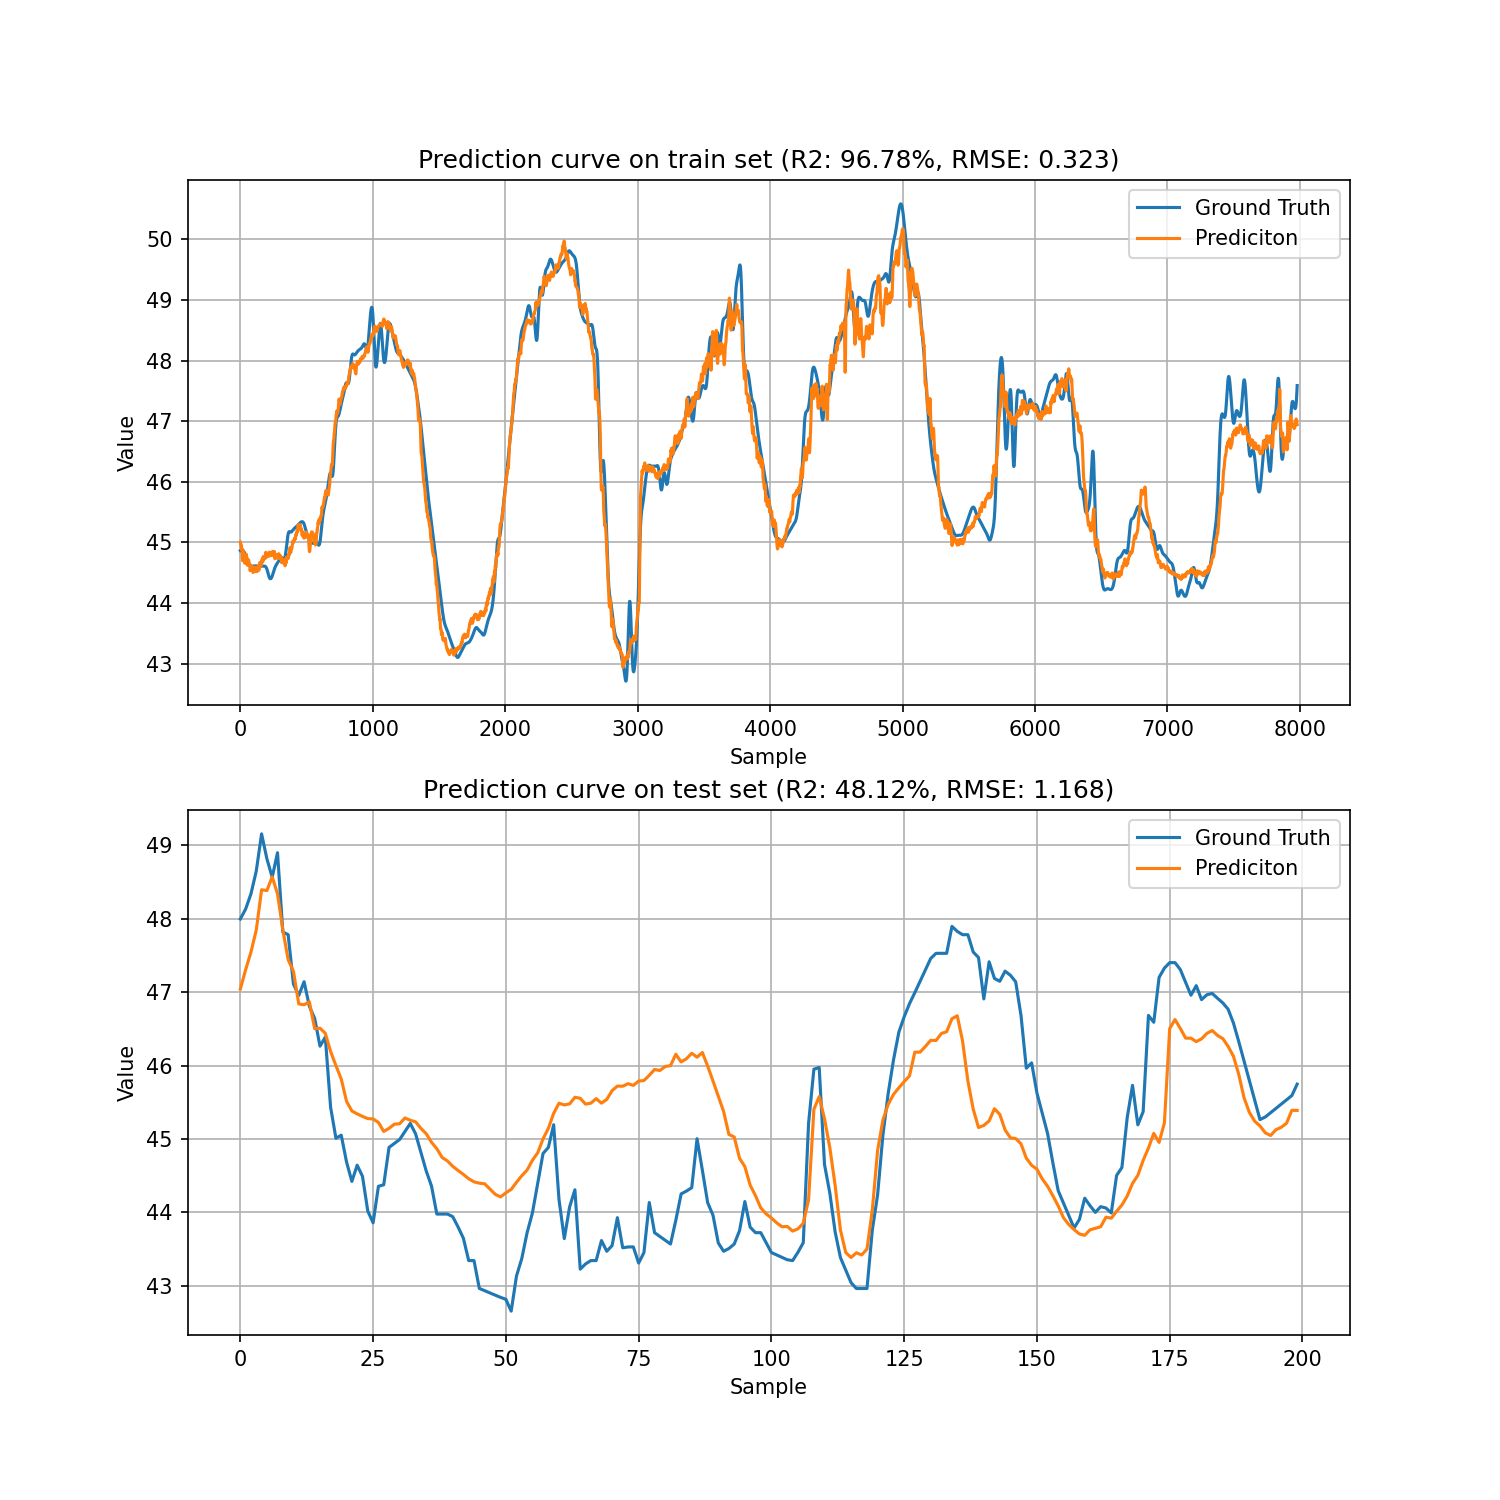 Prediction curve on train set (R2: 96.78%, RMSE: 0.323)
Ground Truth
Prediciton
50
49
48
47
46
45
44
43
Value
0 1000 2000 3000 4000 5000 6000 7000 8000
Sample
Prediction curve on test set (R2: 48.12%, RMSE: 1.168)
Ground Truth
Prediciton
49
48
47
46
45
44
43
Value
0 25 50 75 100 125 150 175 200
Sample